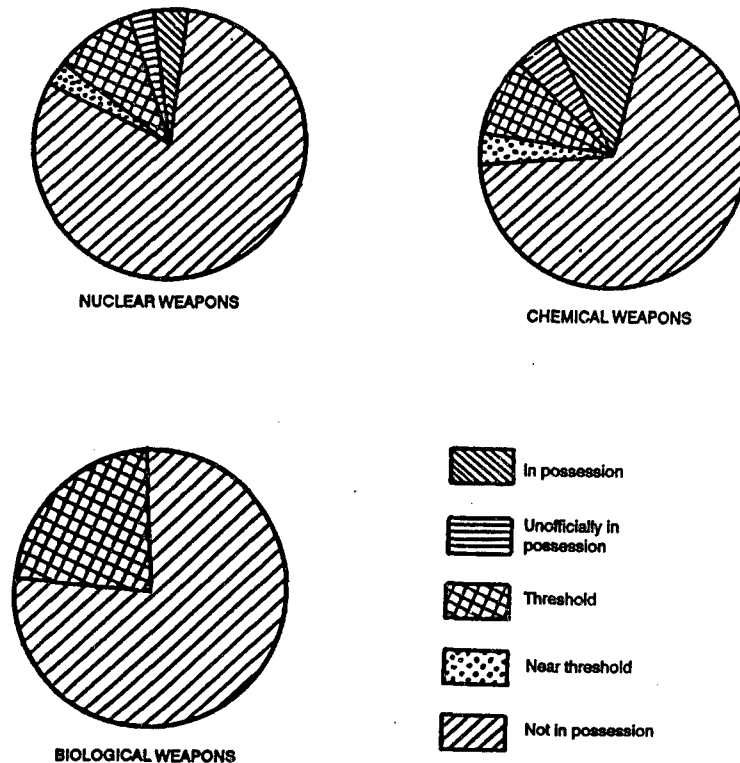 NUCLEAR WEAPONS
CHEMICAL WEAPONS
BIOLOGICAL WEAPONS
In possession
Unofficially in
possession
Threshold
Near threshold
Not in possession